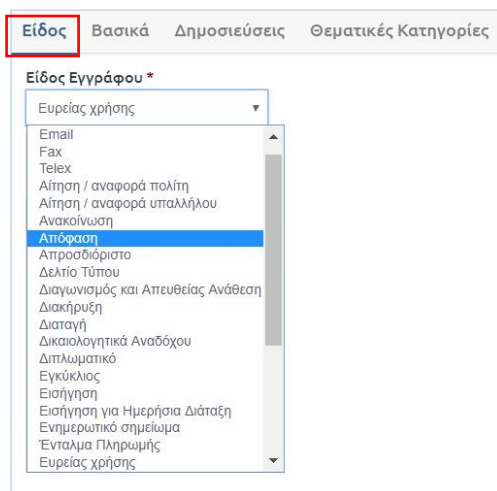 Είδος Βασικά Δημοσιεύσεις Θεματικές Κατηγορίες
Είδος Εγγράφου *
Ευρείας χρήσης
Email
Fax
Telex
Αίτηση / αναφορά πολίτη
Αίτηση / αναφορά υπαλλήλου
Ανακοίνωση
Απόφαση
Απροσδιόριστο
Δελτίο Τύπου
Διαγωνισμός και Απευθείας Ανάθεση
Διακήρυξη
Διαταγή
Δικαιολογητικά Αναδόχου
Διπλωματικό
Εγκύκλιος
Εισήγηση
Εισήγηση για Ημερήσια Διάταξη
Ενημερωτικό σημείωμα
Ένταλμα Πληρωμής
Ευρείας χρήσης